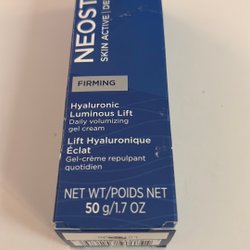 NEOST
SKIN ACTIVE | DE
FIRMING
Hyaluronic
Luminous Lift
Daily volumizing
gel cream
Lift Hyaluronique
Éclat
Gel-crème repulpant
quotidien
NET WT/POIDS NET
50 g/1.7 OZ